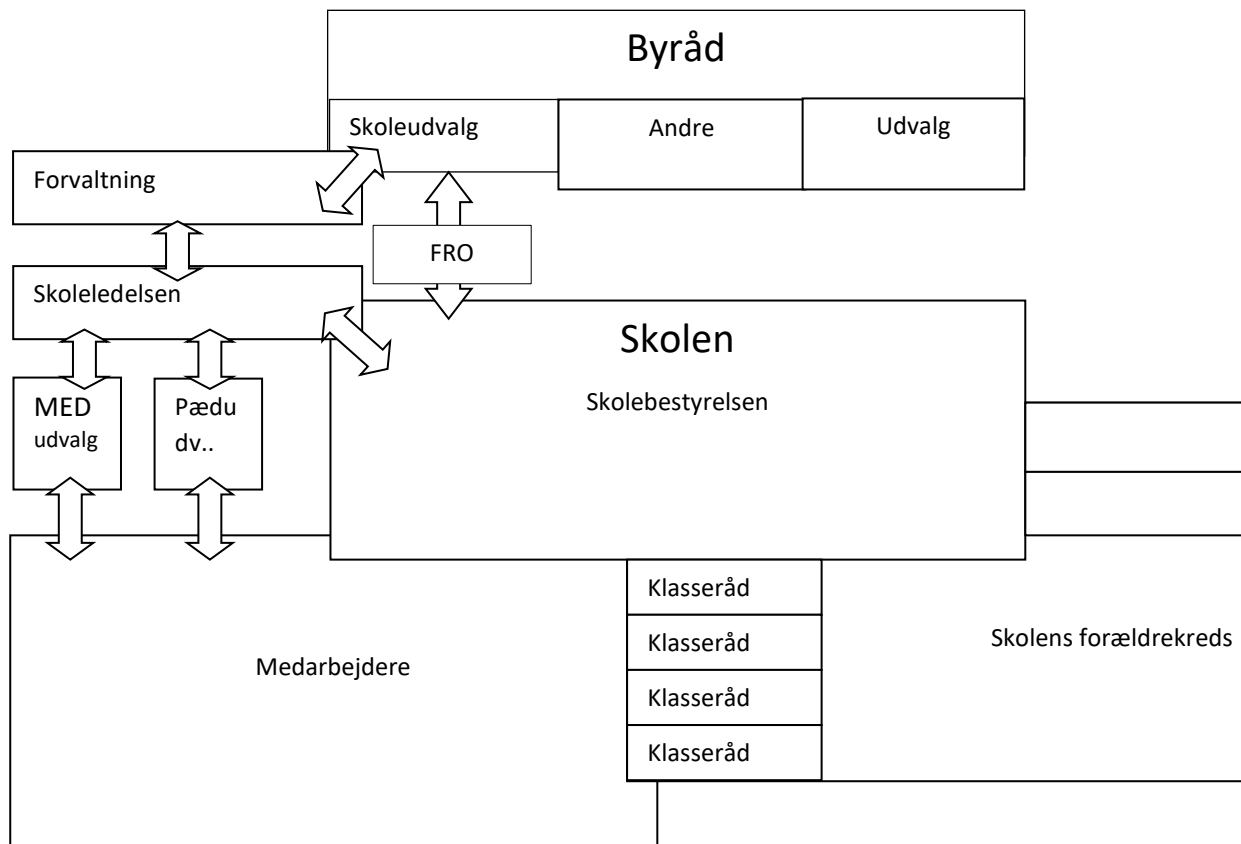 Byråd
Skoleudvalg
Andre
Udvalg
Forvaltning
FRO
Skoleledelsen
Skolen
Skolebestyrelsen
MED
udvalg
Pædu
dv..
Klasseråd
Klasseråd
Klasseråd
Klasseråd
Medarbejdere
Skolens forældrekreds